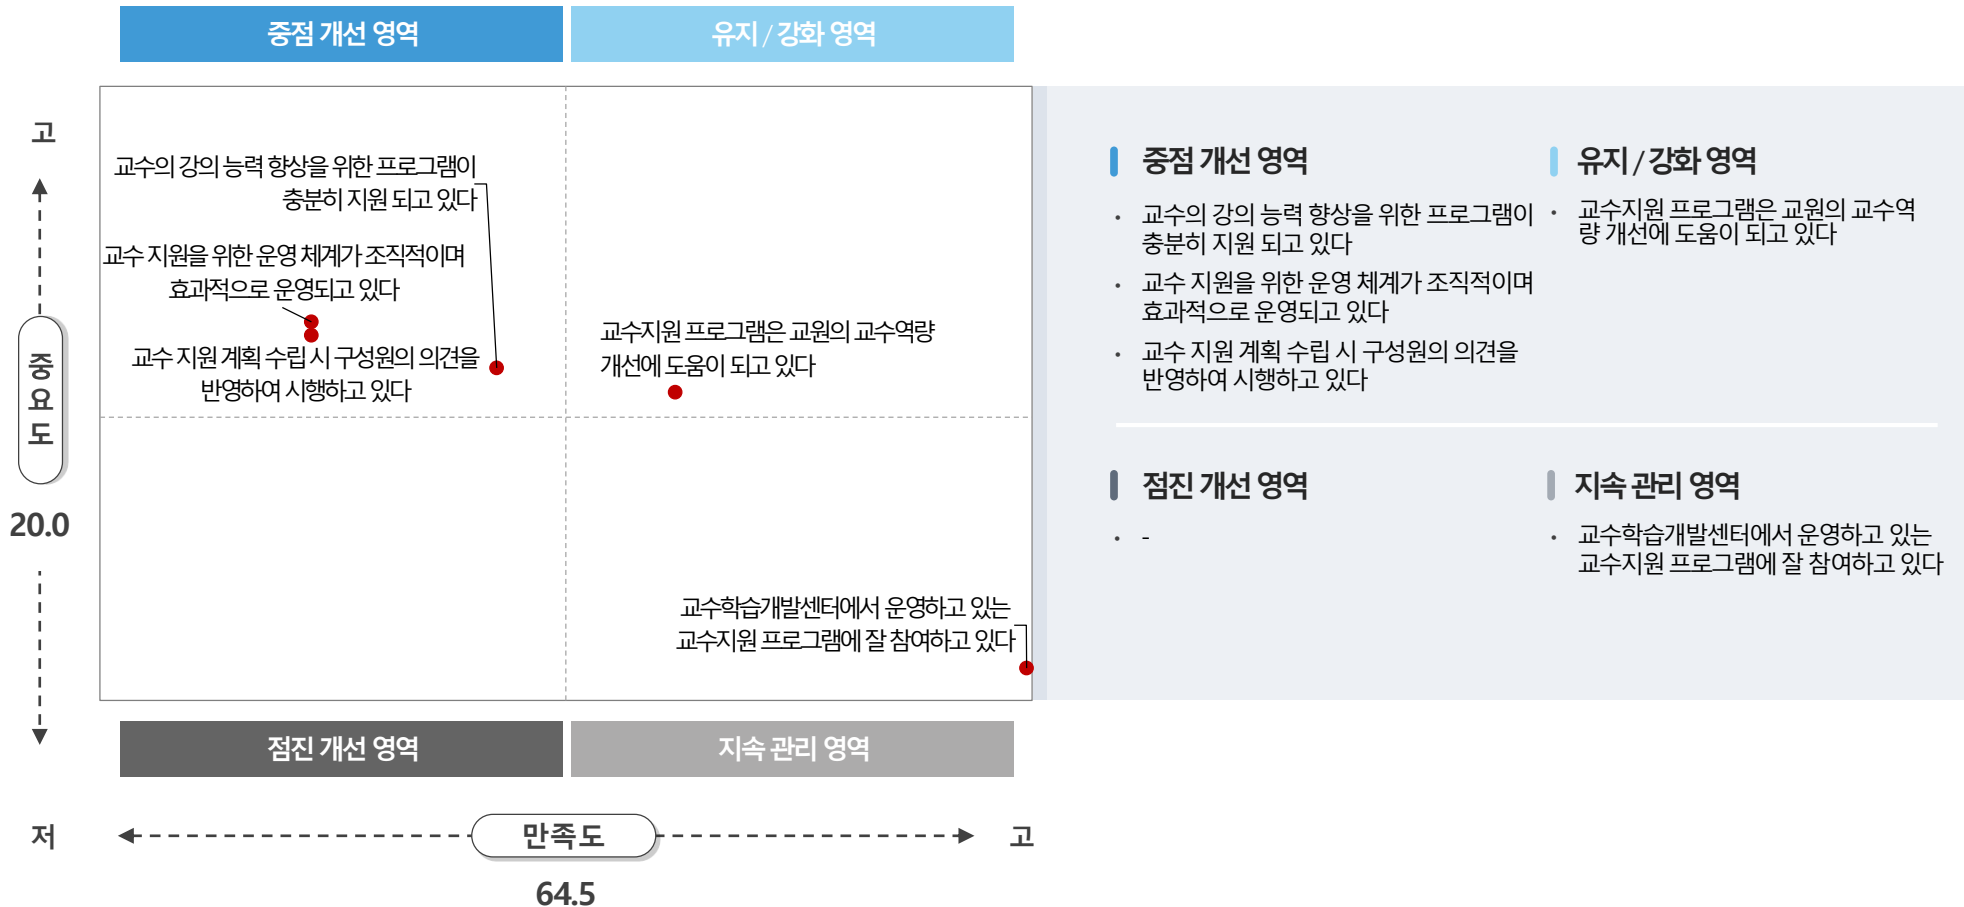 중점 개선 영역
유지 / 강화 영역
고
교수의 강의 능력 향상을 위한 프로그램이
충분히 지원 되고 있다
교수 지원을 위한 운영 체계가 조직적이며
효과적으로 운영되고 있다
교수 지원 계획 수립 시 구성원의 의견을
반영하여 시행하고 있다
교수지원 프로그램은 교원의 교수역량
개선에 도움이 되고 있다
중
요
도
20.0
교수학습개발센터에서 운영하고 있는
교수지원 프로그램에 잘 참여하고 있다
점진 개선 영역
지속 관리 영역
저
만족도
고
64.5
중점 개선 영역
• 교수의 강의 능력 향상을 위한 프로그램이
충분히 지원 되고 있다
• 교수 지원을 위한 운영 체계가 조직적이며
효과적으로 운영되고 있다
• 교수 지원 계획 수립 시 구성원의 의견을
반영하여 시행하고 있다
유지 / 강화 영역
• 교수지원 프로그램은 교원의 교수역
량 개선에 도움이 되고 있다
점진 개선 영역
• -
지속 관리 영역
• 교수학습개발센터에서 운영하고 있는
교수지원 프로그램에 잘 참여하고 있다